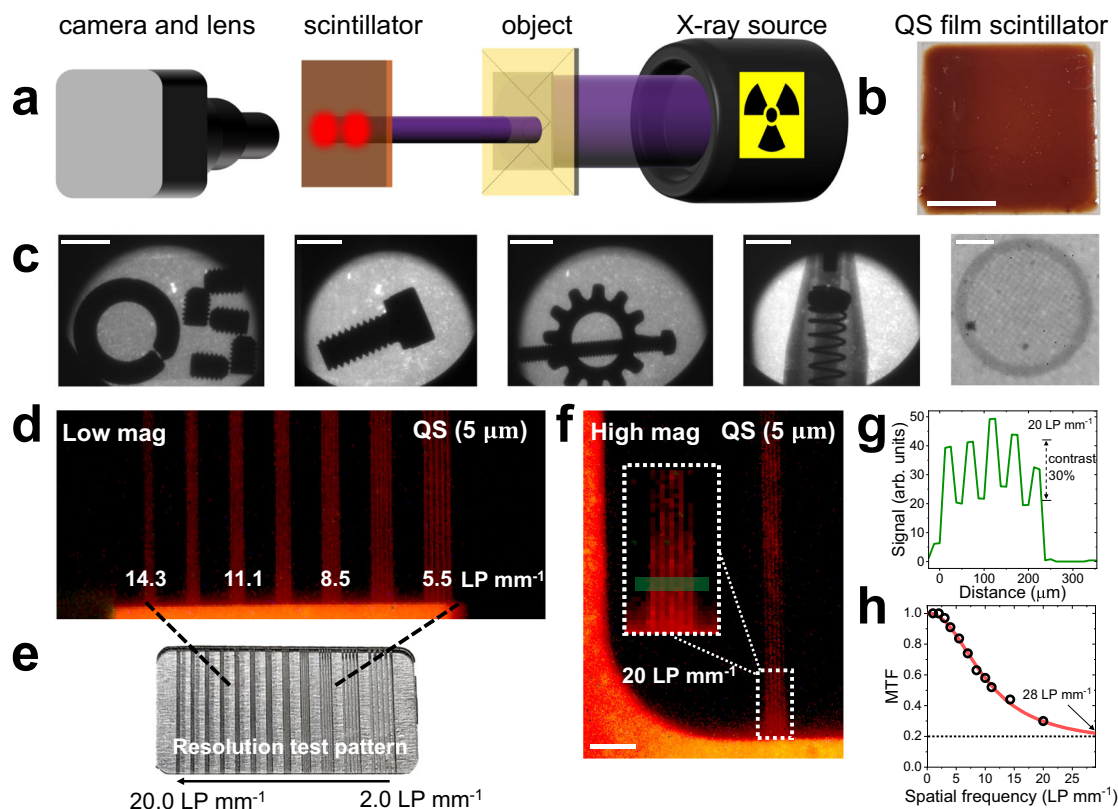 camera and lens
scintillator
object
X-ray source
QS film scintillator
a
b
c
d
Low mag
QS (5 μm)
14.3
11.1
8.5
5.5
LP mm⁻¹
e
Resolution test pattern
20.0 LP mm⁻¹
2.0 LP mm⁻¹
f
High mag
QS (5 μm)
20 LP mm⁻¹
g
Signal (arb. units)
50
40
30
20
10
0
20 LP mm⁻¹
contrast
30%
0
100
200
300
Distance (μm)
h
MTF
1.0
0.8
0.6
0.4
0.2
0.0
28 LP mm⁻¹
0
5
10
15
20
25
Spatial frequency (LP mm⁻¹)